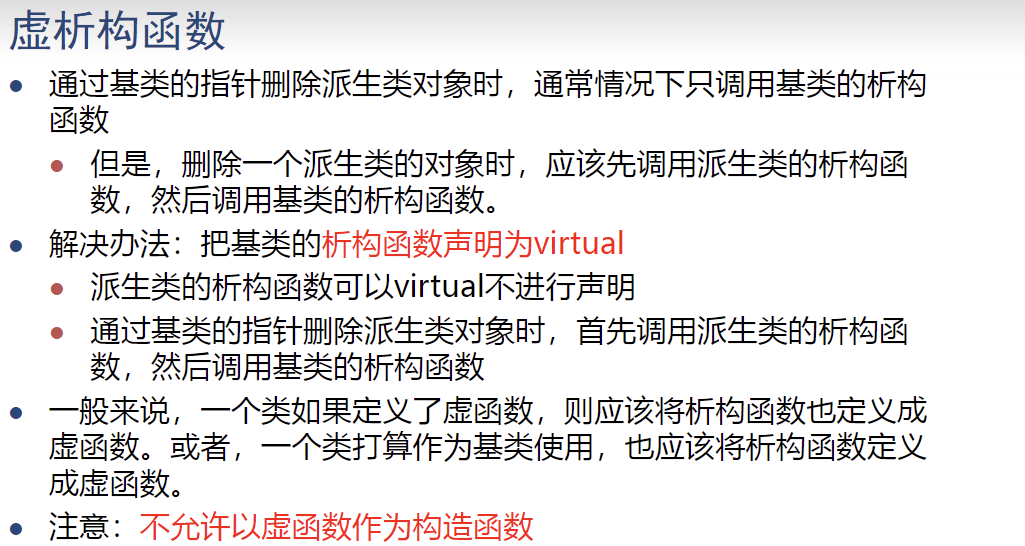 虚析构函数
● 通过基类的指针删除派生类对象时，通常情况下只调用基类的析构
函数
● 但是，删除一个派生类的对象时，应该先调用派生类的析构函
数，然后调用基类的析构函数。
● 解决办法：把基类的析构函数声明为virtual
● 派生类的析构函数可以virtual不进行声明
● 通过基类的指针删除派生类对象时，首先调用派生类的析构函
数，然后调用基类的析构函数
● 一般来说，一个类如果定义了虚函数，则应该将析构函数也定义成
虚函数。或者，一个类打算作为基类使用，也应该将析构函数定义
成虚函数。
● 注意：不允许以虚函数作为构造函数